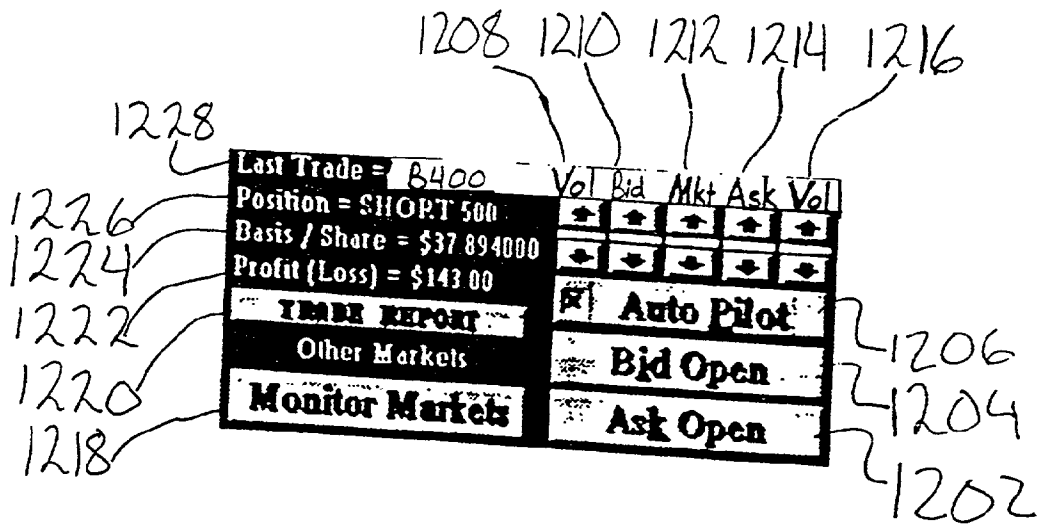 1208 1210 1212 1214 1216
1228
Last Trade = B400 Vol Bid Mkt Ask Vol
1226
Position = SHORT 500
1224
Basis / Share = $37.894000
1222
Profit (Loss) = $143.00
1220
TRADE REPORT
Auto Pilot
1206
Other Markets
Bid Open
1204
1218
Monitor Markets
Ask Open
1202